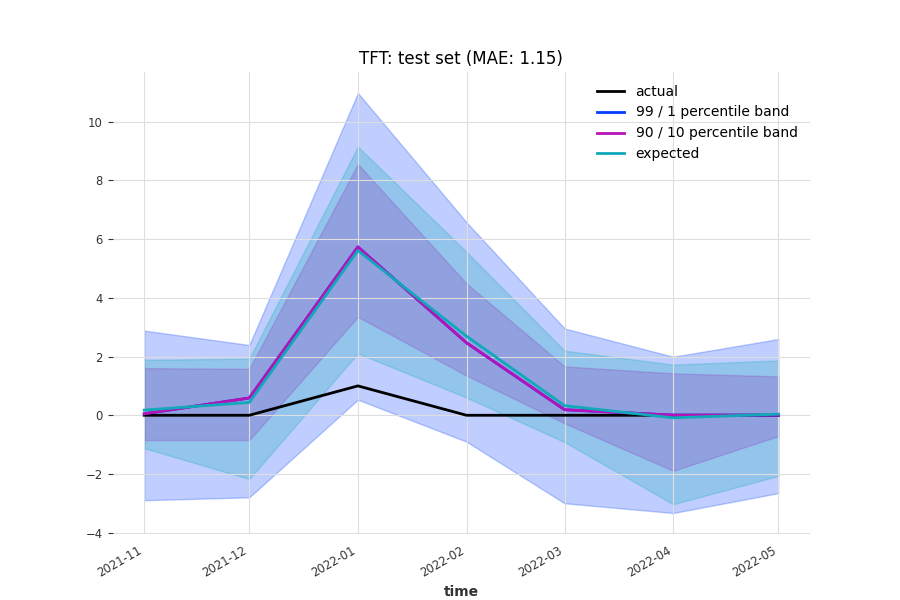 TFT: test set (MAE: 1.15)
actual
99 / 1 percentile band
90 / 10 percentile band
expected
10
8
6
4
2
0
−2
−4
2021-11
2021-12
2022-01
2022-02
2022-03
2022-04
2022-05
time